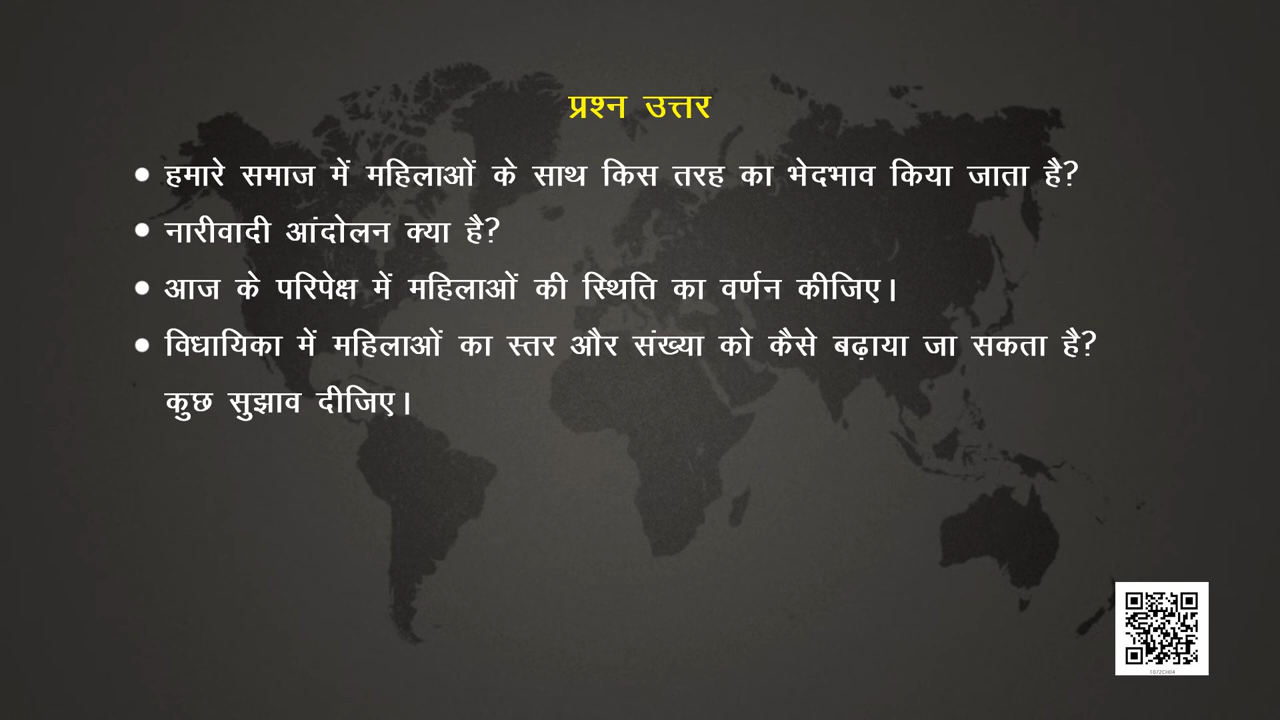 प्रश्न उत्तर
• हमारे समाज में महिलाओं के साथ किस तरह का भेदभाव किया जाता है?
• नारीवादी आंदोलन क्या है?
• आज के परिपेक्ष में महिलाओं की स्थिति का वर्णन कीजिए।
• विधायिका में महिलाओं का स्तर और संख्या को कैसे बढ़ाया जा सकता है?
कुछ सुझाव दीजिए।